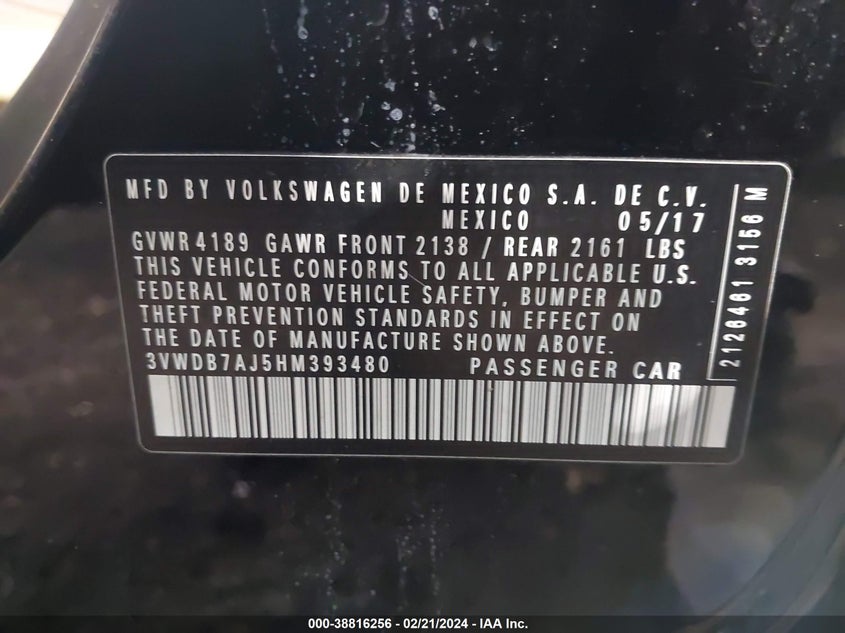 MFD BY VOLKSWAGEN DE MEXICO S.A. DE C.V.
MEXICO 05/17
GVWR 4189 GAWR FRONT 2138 / REAR 2161 LBS
THIS VEHICLE CONFORMS TO ALL APPLICABLE U.S.
FEDERAL MOTOR VEHICLE SAFETY, BUMPER AND
THEFT PREVENTION STANDARDS IN EFFECT ON
THE DATE OF MANUFACTURE SHOWN ABOVE.
3VWDB7AJ5HM393480 PASSENGER CAR
2126461 3156 M
000-38816256 - 02/21/2024 - IAA Inc.